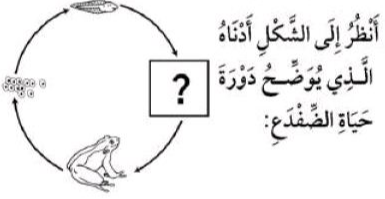 أَنْظُرُ إِلَى الشَّكْلِ أَدْنَاهُ
الَّذِي يُوَضِّحُ دَوْرَةَ
حَيَاةِ الضِّفْدَعِ:
?